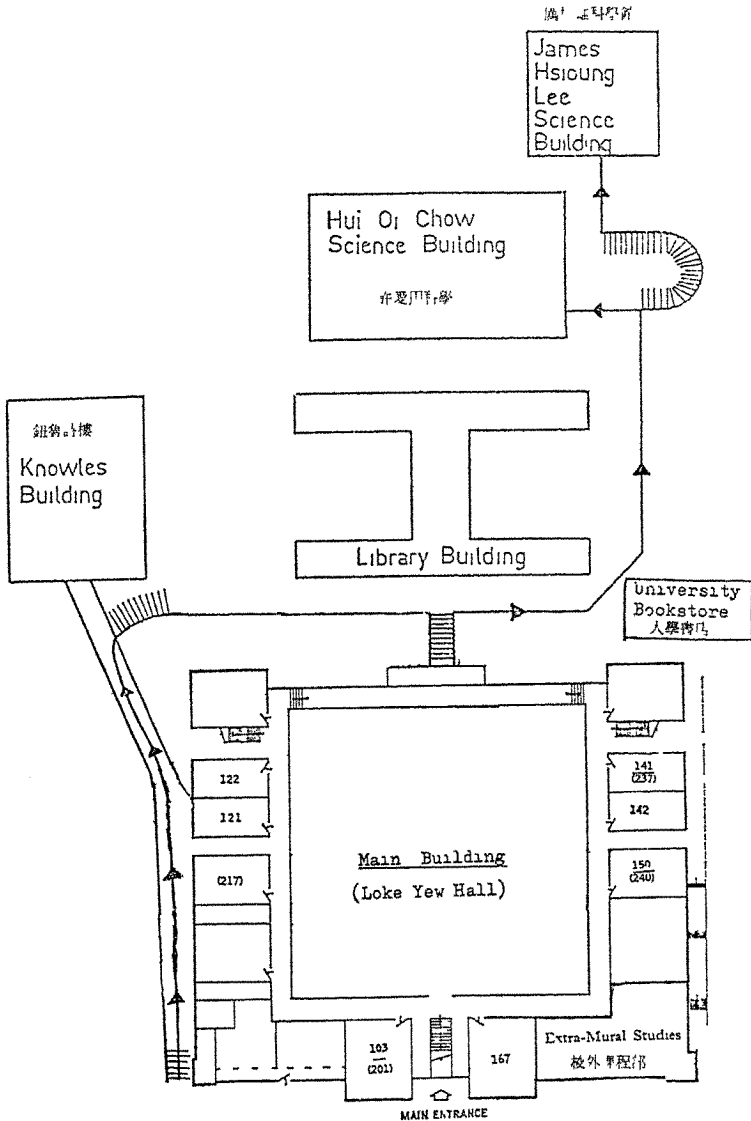 James
Hsioung
Lee
Science
Building
Hui Oi Chow
Science Building
Knowles
Building
Library Building
University
Bookstore
122
121
(217)
141
(237)
142
150
(240)
Main Building
(Loke Yew Hall)
103
(201)
167
Extra-Mural Studies
校外課程部
MAIN ENTRANCE